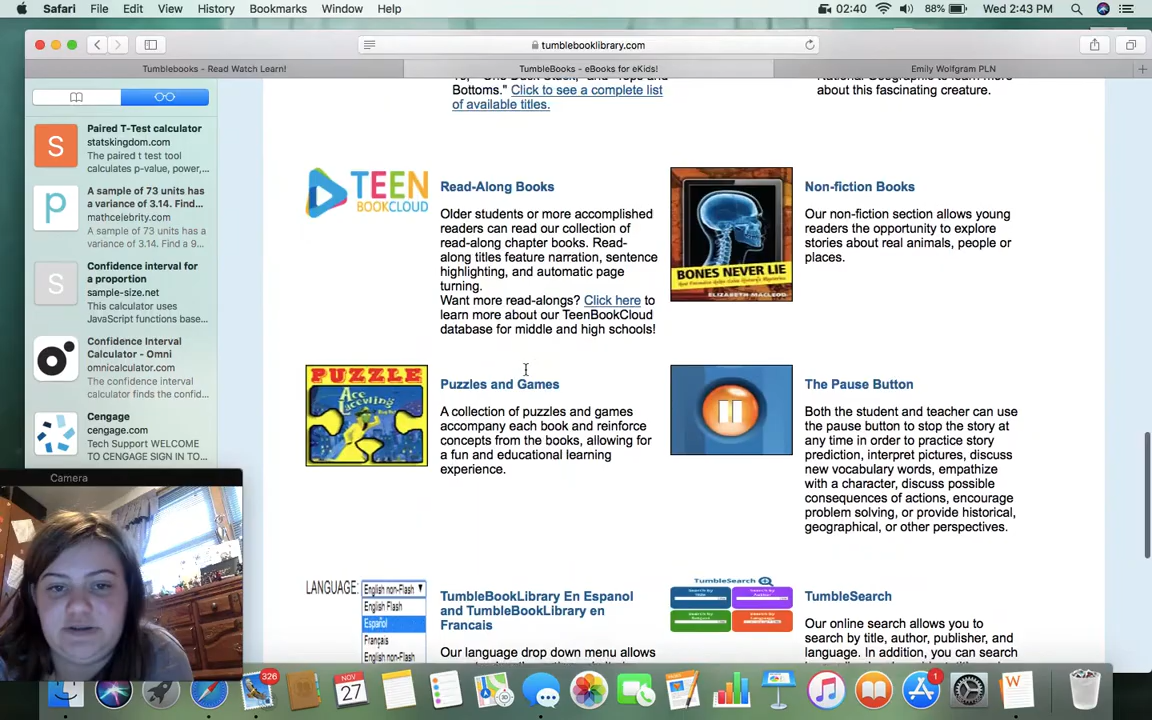 Safari File Edit View History Bookmarks Window Help
02:40 88% Wed 2:43 PM
tumblebooklibrary.com
Tumblebooks - Read Watch Learn!
TumbleBooks - eBooks for eKids!
Emily Wolfgram PLN
Paired T-Test calculator
statskingdom.com
The paired t test tool
calculates p-value, power,...
A sample of 73 units has
a variance of 3.14. Find...
mathcelebrity.com
A sample of 73 units has a
variance of 3.14. Find a 9...
S
p
S
Confidence interval for
a proportion
sample-size.net
This calculator uses
JavaScript functions base...
Confidence Interval
Calculator - Omni
omnicalculator.com
The confidence interval
calculator finds the confid...
Cengage
cengage.com
Tech Support WELCOME
TO CENGAGE SIGN IN TO...
Camera
Bottoms." Click to see a complete list
of available titles.
about this fascinating creature.
TEEN
BOOKCLOUD
Read-Along Books
Older students or more accomplished
readers can read our collection of
read-along chapter books. Read-
along titles feature narration, sentence
highlighting, and automatic page
turning.
Want more read-alongs? Click here to
learn more about our TeenBookCloud
database for middle and high schools!
BONES NEVER LIE
ELIZABETH MACLEOD
Non-fiction Books
Our non-fiction section allows young
readers the opportunity to explore
stories about real animals, people or
places.
PUZZLE
Ace
Lacewing
Puzzles and Games
A collection of puzzles and games
accompany each book and reinforce
concepts from the books, allowing for
a fun and educational learning
experience.
The Pause Button
Both the student and teacher can use
the pause button to stop the story at
any time in order to practice story
prediction, interpret pictures, discuss
new vocabulary words, empathize
with a character, discuss possible
consequences of actions, encourage
problem solving, or provide historical,
geographical, or other perspectives.
LANGUAGE: English non-Flash
English Flash
Español
Français
English non-Flash
TumbleBookLibrary En Espanol
and TumbleBookLibrary en
Francais
Our language drop down menu allows
TumbleSearch
TumbleSearch
Our online search allows you to
search by title, author, publisher, and
language. In addition, you can search
326
NOV
27
1
W